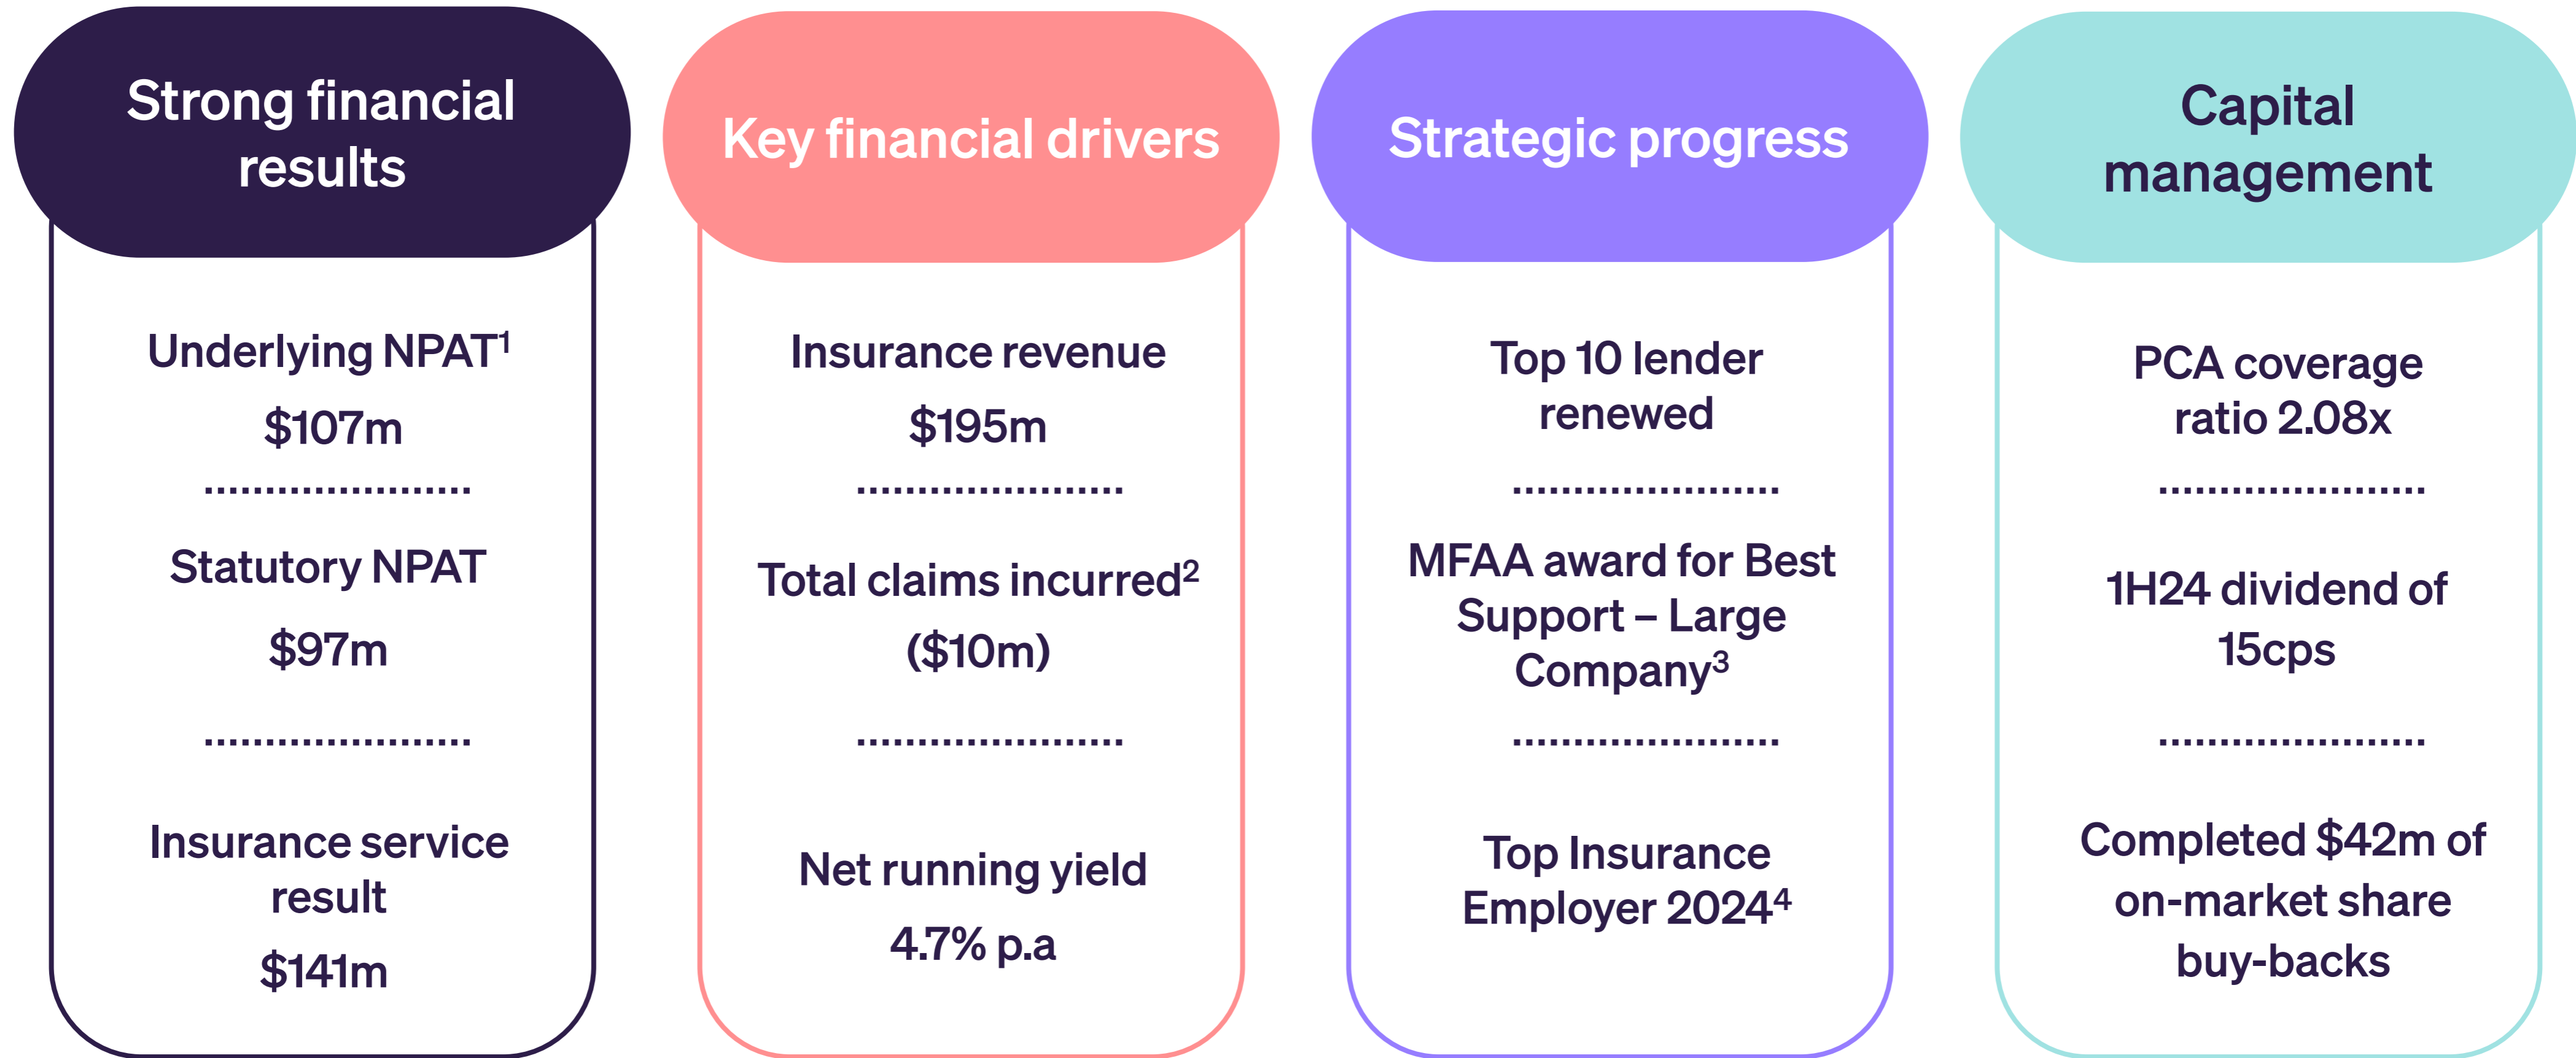 Strong financial
results
Underlying NPAT¹
$107m
Statutory NPAT
$97m
Insurance service
result
$141m
Key financial drivers
Insurance revenue
$195m
Total claims incurred²
($10m)
Net running yield
4.7% p.a
Strategic progress
Top 10 lender
renewed
MFAA award for Best
Support – Large
Company³
Top Insurance
Employer 2024⁴
Capital
management
PCA coverage
ratio 2.08x
1H24 dividend of
15cps
Completed $42m of
on-market share
buy-backs